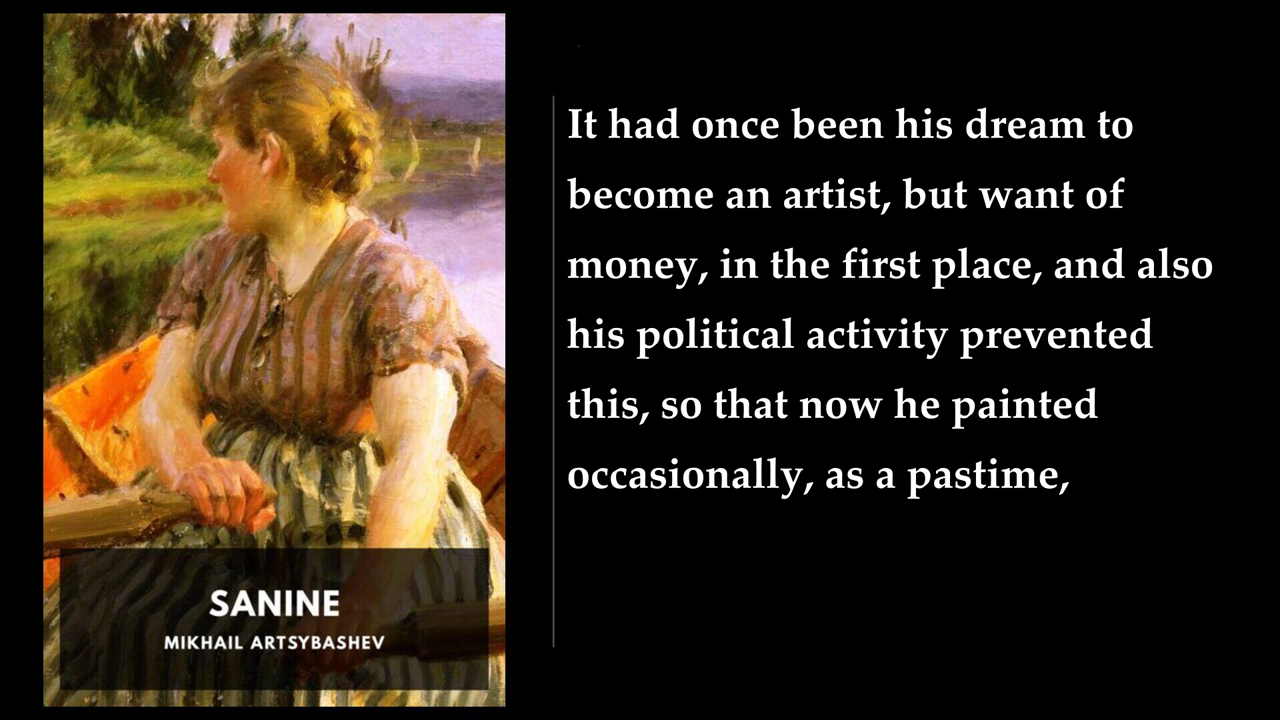 It had once been his dream to
become an artist, but want of
money, in the first place, and also
his political activity prevented
this, so that now he painted
occasionally, as a pastime,
SANINE
MIKHAIL ARTSYBASHEV